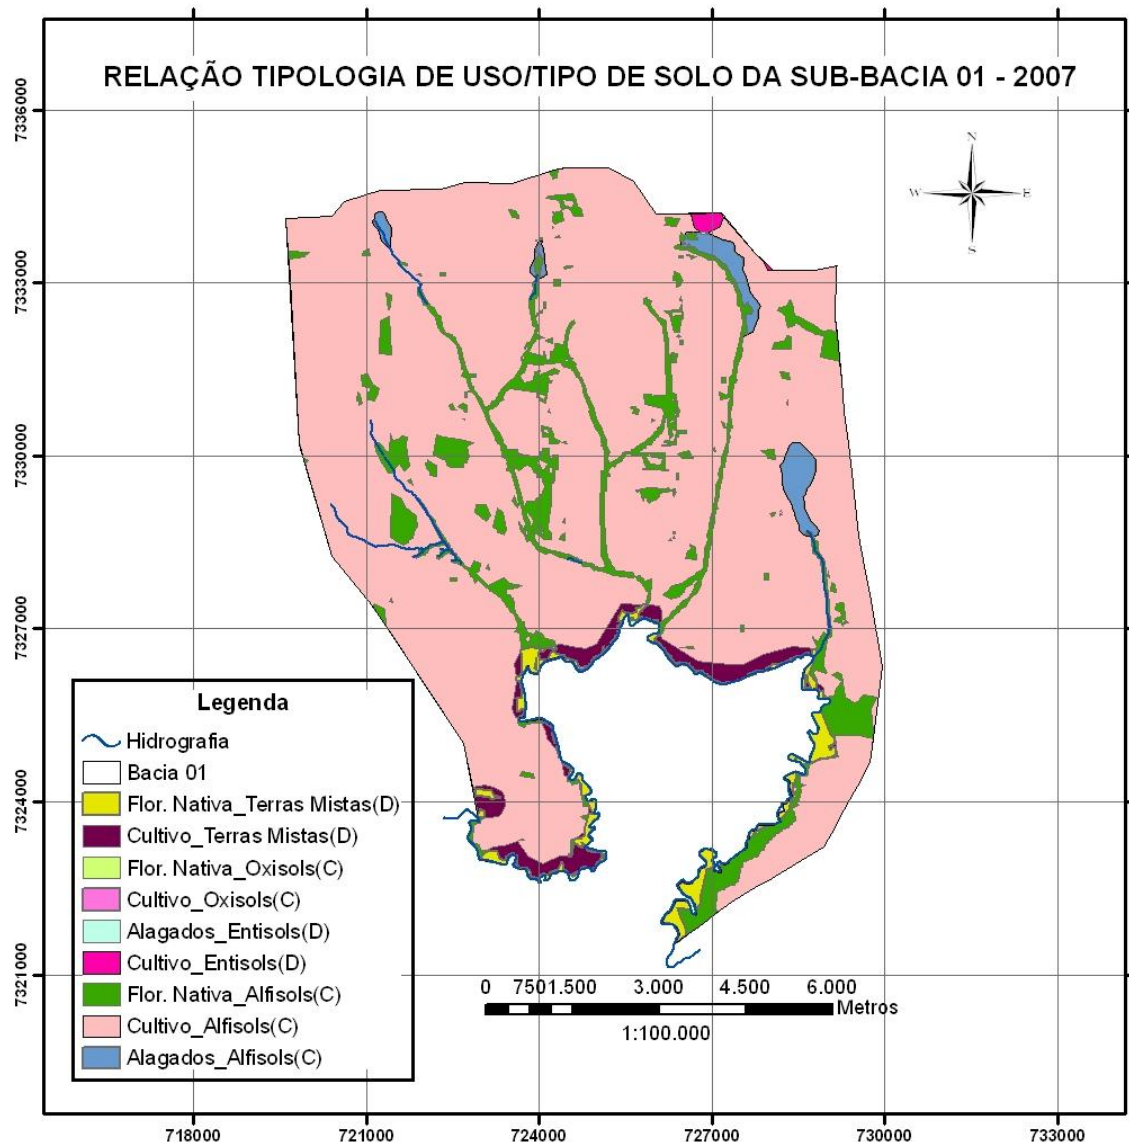 RELAÇÃO TIPOLOGIA DE USO/TIPO DE SOLO DA SUB-BACIA 01 - 2007
7336000
7333000
7330000
7327000
7324000
7321000
N
W
E
S
Legenda
Hidrografia
Bacia 01
Flor. Nativa_Terras Mistas(D)
Cultivo_Terras Mistas(D)
Flor. Nativa_Oxisols(C)
Cultivo_Oxisols(C)
Alagados_Entisols(D)
Cultivo_Entisols(D)
Flor. Nativa_Alfisols(C)
Cultivo_Alfisols(C)
Alagados_Alfisols(C)
0 750 1.500 3.000 4.500 6.000
Metros
1:100.000
718000 721000 724000 727000 730000 733000